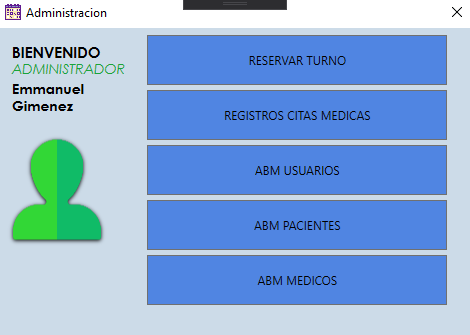 Administracion
BIENVENIDO
ADMINISTRADOR
Emmanuel
Gimenez
RESERVAR TURNO
REGISTROS CITAS MEDICAS
ABM USUARIOS
ABM PACIENTES
ABM MEDICOS